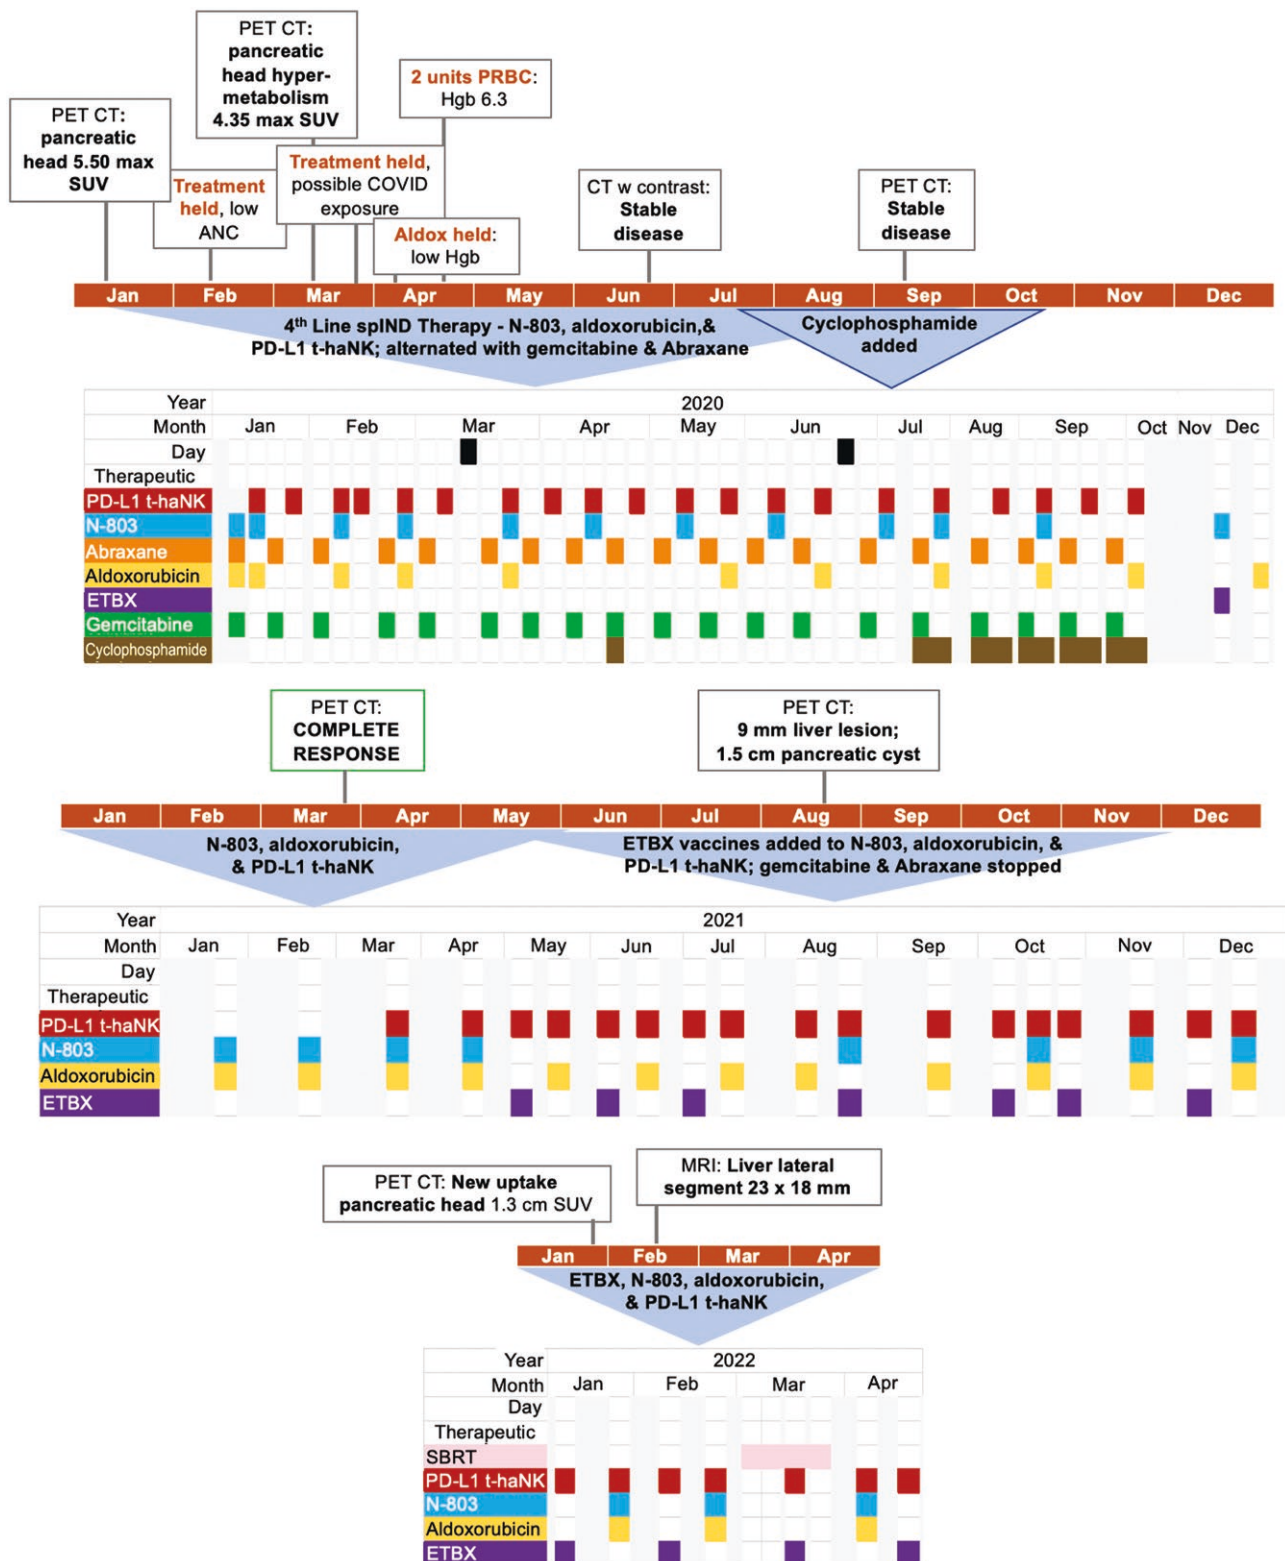 PET CT:
pancreatic
head 5.50 max
SUV
Treatment
held, low
ANC
PET CT:
pancreatic
head hyper-
metabolism
4.35 max SUV
Treatment held,
possible COVID
exposure
2 units PRBC:
Hgb 6.3
Aldox held:
low Hgb
CT w contrast:
Stable
disease
PET CT:
Stable
disease
Jan Feb Mar Apr May Jun Jul Aug Sep Oct Nov Dec
4th Line spIND Therapy - N-803, aldoxorubicin,&
PD-L1 t-haNK; alternated with gemcitabine & Abraxane
Cyclophosphamide
added
Year 2020
Month Jan Feb Mar Apr May Jun Jul Aug Sep Oct Nov Dec
Day
Therapeutic
PD-L1 t-haNK
N-803
Abraxane
Aldoxorubicin
ETBX
Gemcitabine
Cyclophosphamide
PET CT:
COMPLETE
RESPONSE
PET CT:
9 mm liver lesion;
1.5 cm pancreatic cyst
Jan Feb Mar Apr May Jun Jul Aug Sep Oct Nov Dec
N-803, aldoxorubicin,
& PD-L1 t-haNK
ETBX vaccines added to N-803, aldoxorubicin, &
PD-L1 t-haNK; gemcitabine & Abraxane stopped
Year 2021
Month Jan Feb Mar Apr May Jun Jul Aug Sep Oct Nov Dec
Day
Therapeutic
PD-L1 t-haNK
N-803
Aldoxorubicin
ETBX
PET CT: New uptake
pancreatic head 1.3 cm SUV
MRI: Liver lateral
segment 23 x 18 mm
Jan Feb Mar Apr
ETBX, N-803, aldoxorubicin,
& PD-L1 t-haNK
Year 2022
Month Jan Feb Mar Apr
Day
Therapeutic
SBRT
PD-L1 t-haNK
N-803
Aldoxorubicin
ETBX